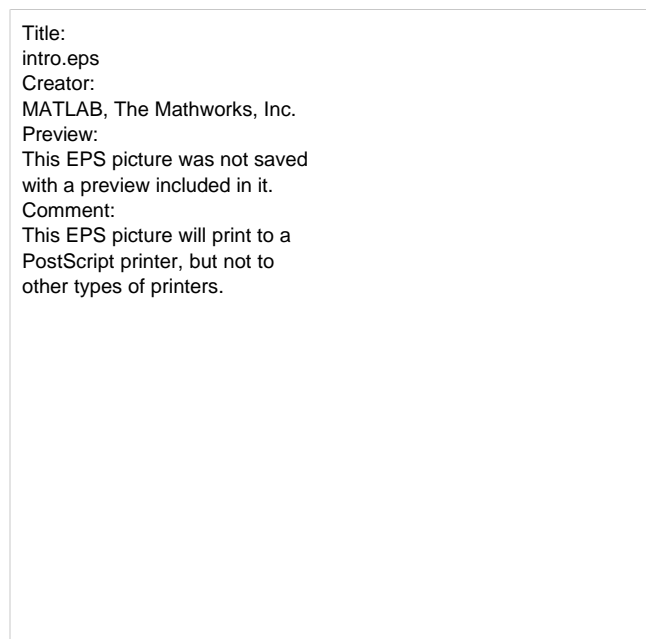 Title:
intro.eps
Creator:
MATLAB, The Mathworks, Inc.
Preview:
This EPS picture was not saved
with a preview included in it.
Comment:
This EPS picture will print to a
PostScript printer, but not to
other types of printers.